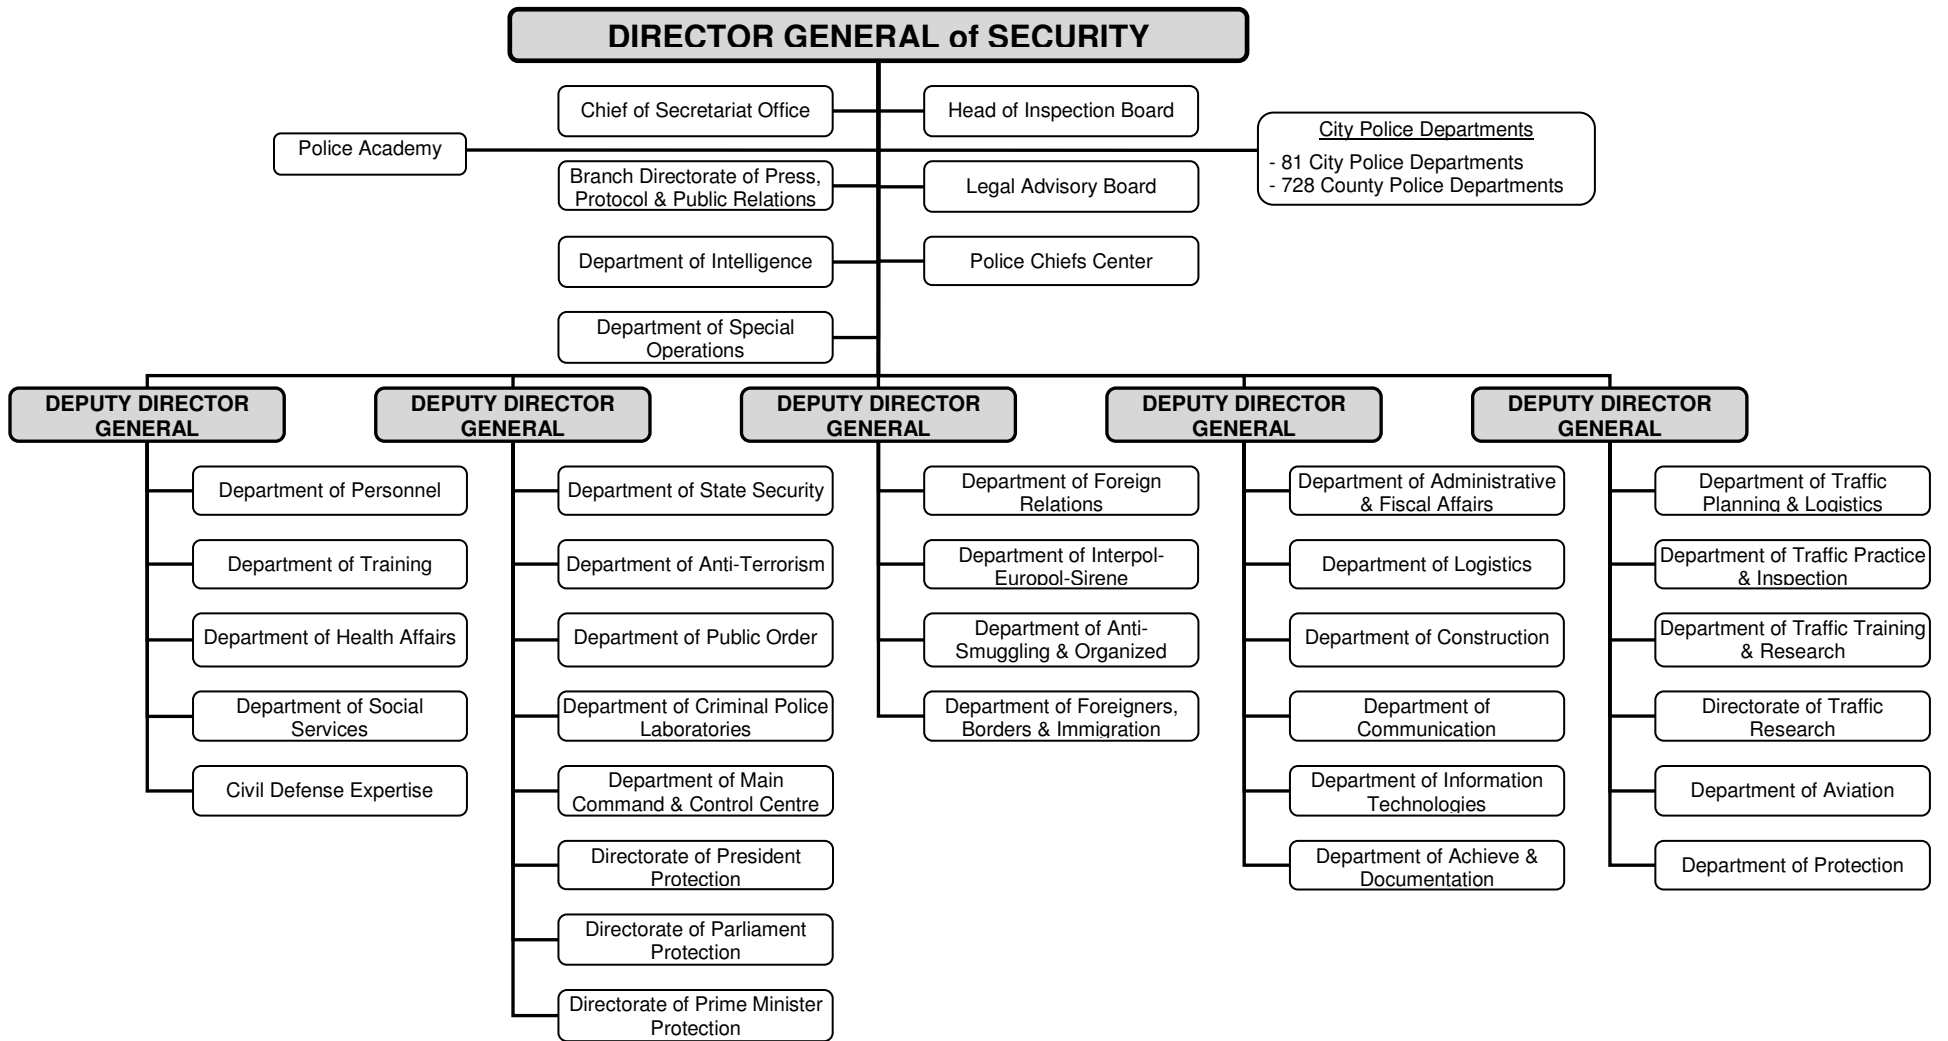 DIRECTOR GENERAL of SECURITY
Chief of Secretariat Office
Head of Inspection Board
Police Academy
City Police Departments
- 81 City Police Departments
- 728 County Police Departments
Branch Directorate of Press,
Protocol & Public Relations
Legal Advisory Board
Department of Intelligence
Police Chiefs Center
Department of Special
Operations
DEPUTY DIRECTOR
GENERAL
Department of Personnel
Department of Training
Department of Health Affairs
Department of Social
Services
Civil Defense Expertise
DEPUTY DIRECTOR
GENERAL
Department of State Security
Department of Anti-Terrorism
Department of Public Order
Department of Criminal Police
Laboratories
Department of Main
Command & Control Centre
Directorate of President
Protection
Directorate of Parliament
Protection
Directorate of Prime Minister
Protection
DEPUTY DIRECTOR
GENERAL
Department of Foreign
Relations
Department of Interpol-
Europol-Sirene
Department of Anti-
Smuggling & Organized
Department of Foreigners,
Borders & Immigration
DEPUTY DIRECTOR
GENERAL
Department of Administrative
& Fiscal Affairs
Department of Logistics
Department of Construction
Department of
Communication
Department of Information
Technologies
Department of Achieve &
Documentation
DEPUTY DIRECTOR
GENERAL
Department of Traffic
Planning & Logistics
Department of Traffic Practice
& Inspection
Department of Traffic Training
& Research
Directorate of Traffic
Research
Department of Aviation
Department of Protection